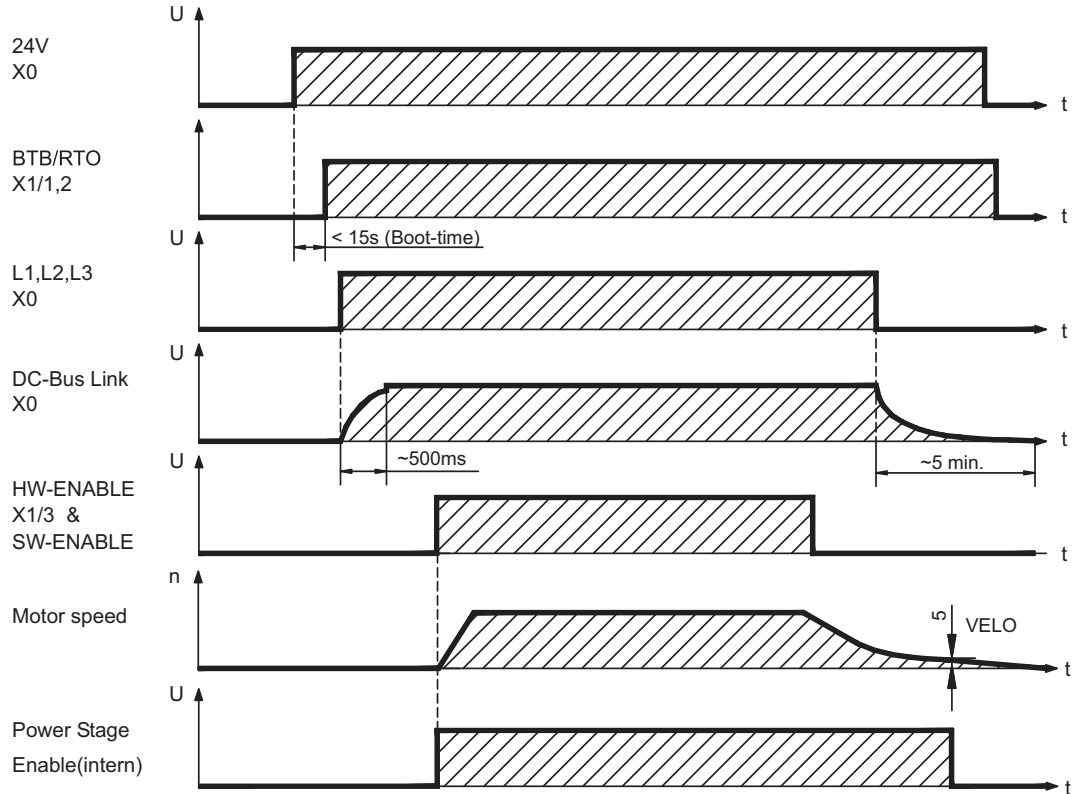 U
24V
X0
t
BTB/RTO
X1/1,2
t
< 15s (Boot-time)
U
L1,L2,L3
X0
t
U
DC-Bus Link
X0
t
~500ms
~5 min.
U
HW-ENABLE
X1/3 &
SW-ENABLE
t
n
Motor speed
5
VELO
t
U
Power Stage
Enable(intern)
t